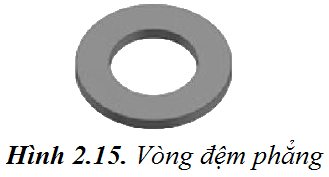 Hình 2.15. Vòng đệm phẳng